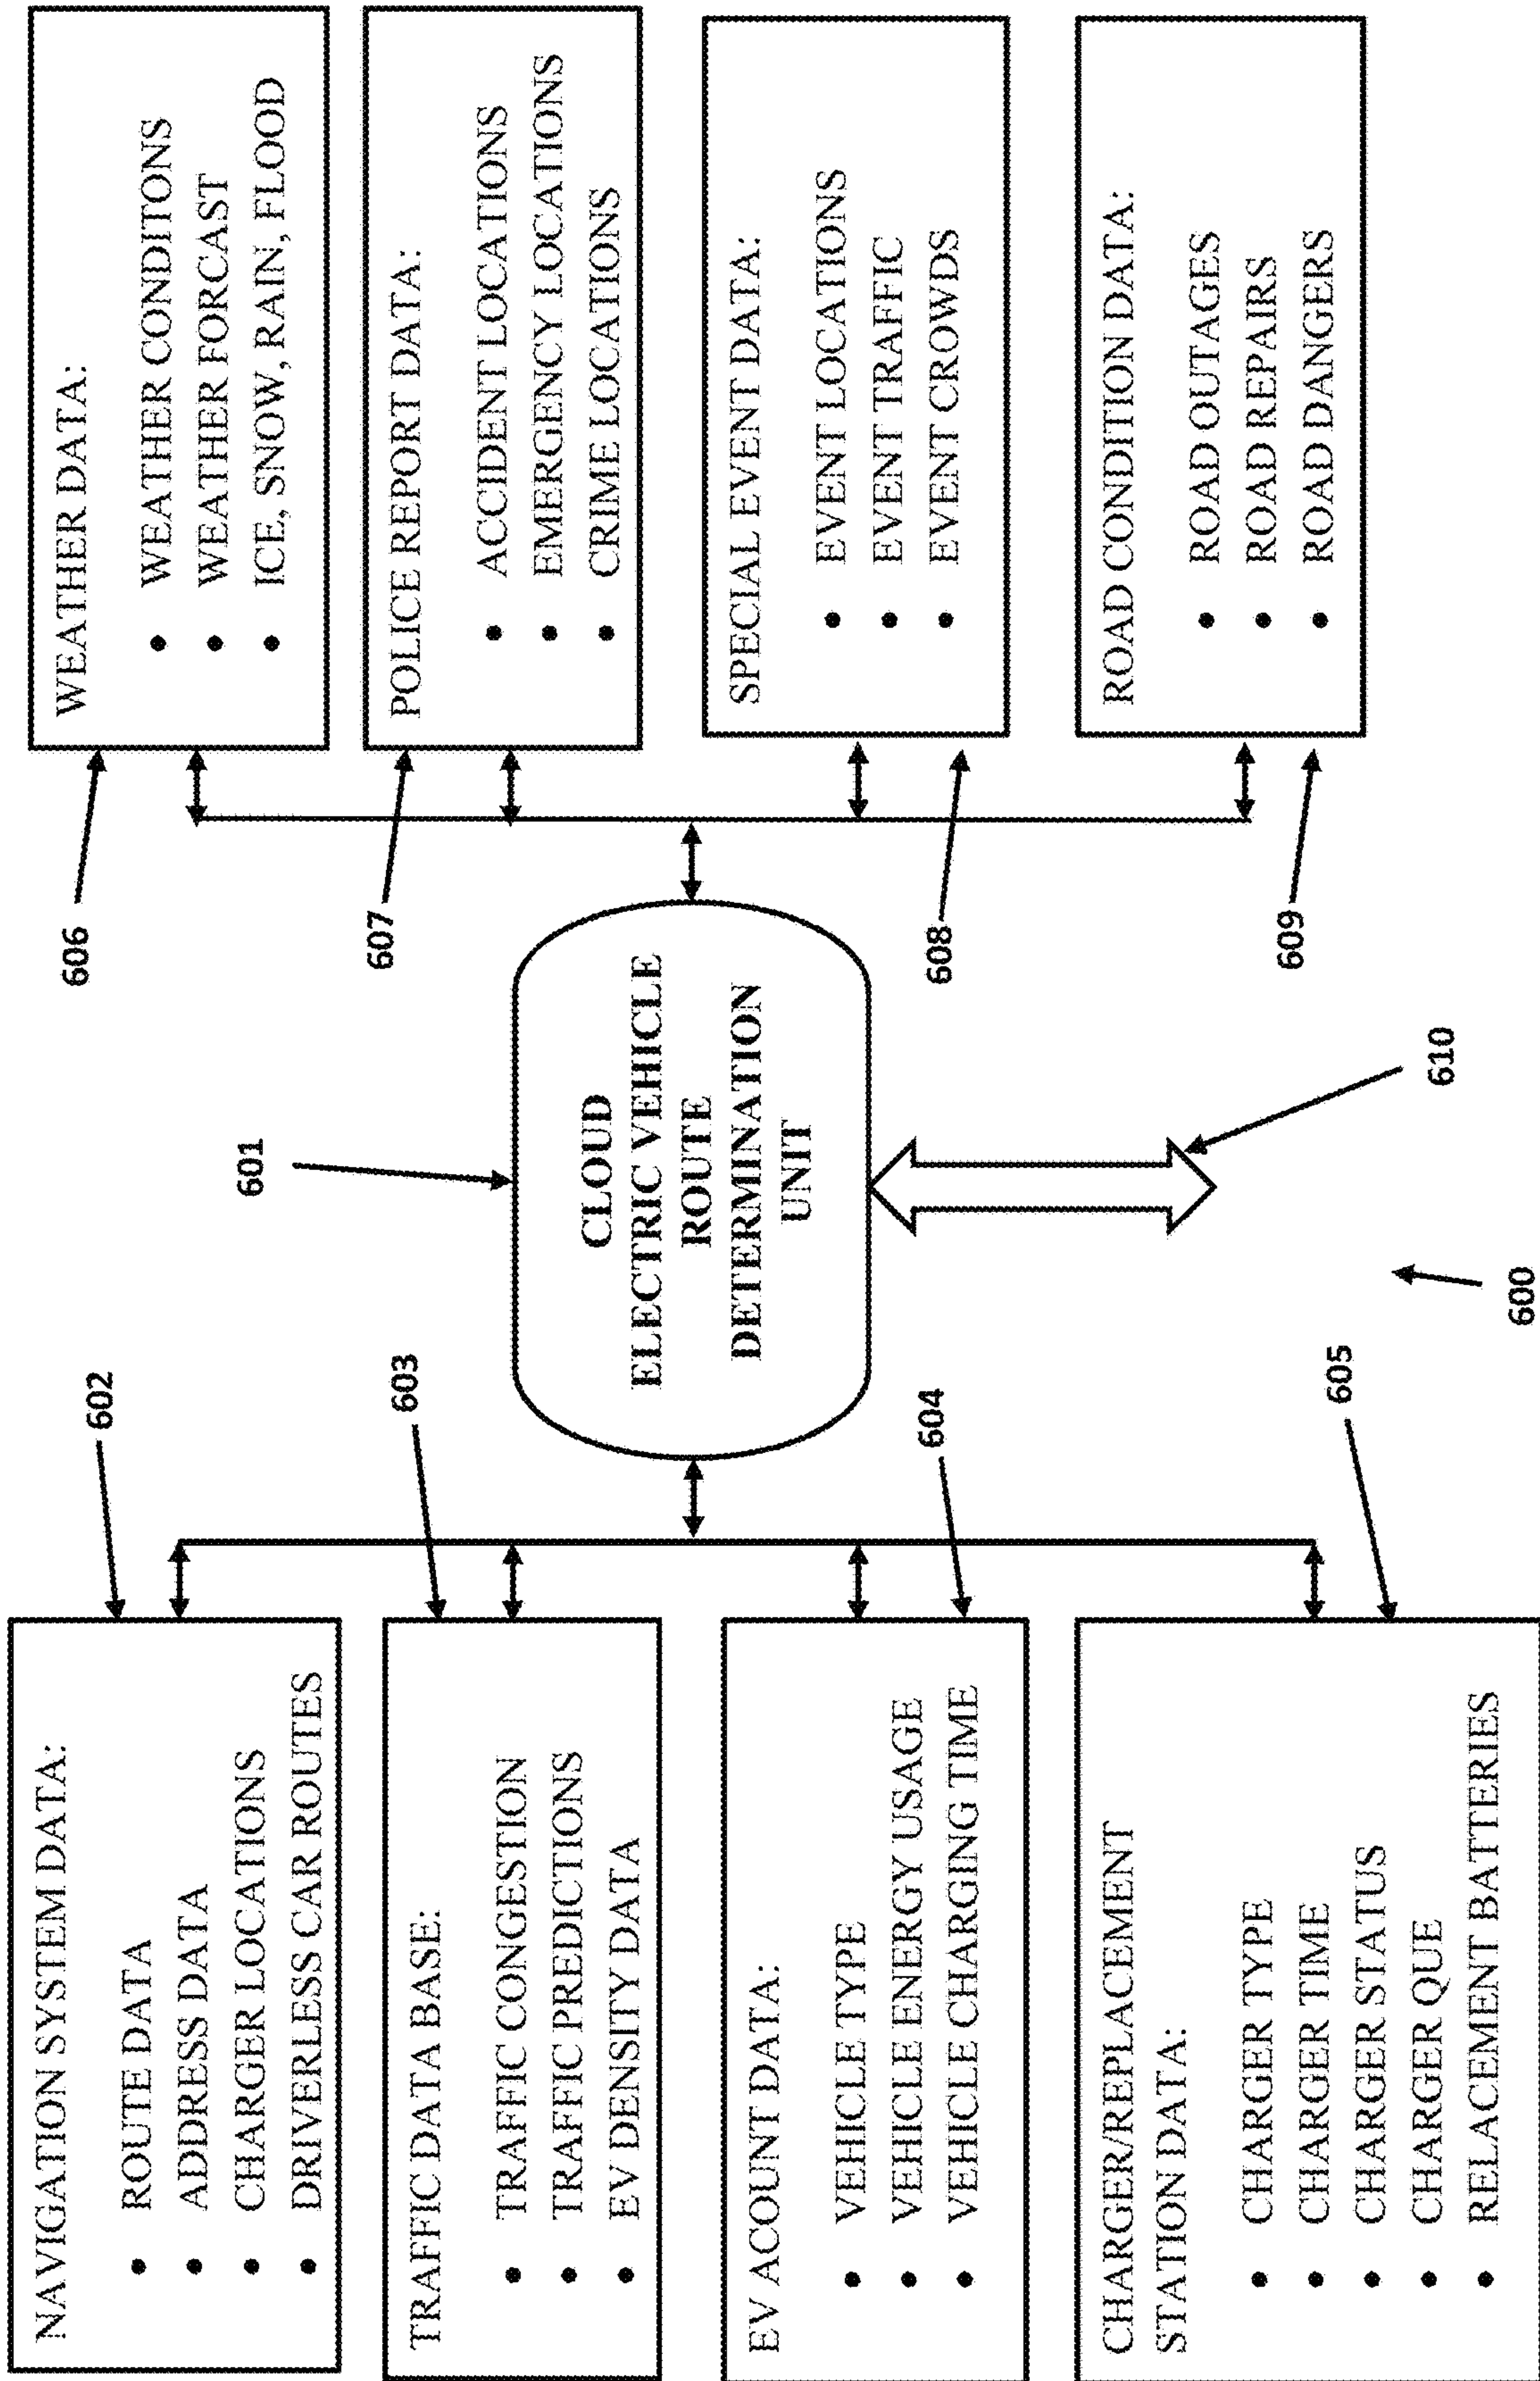 NAVIGATION SYSTEM DATA:
• ROUTE DATA
• ADDRESS DATA
• CHARGER LOCATIONS
• DRIVERLESS CAR ROUTES
602
TRAFFIC DATA BASE:
• TRAFFIC CONGESTION
• TRAFFIC PREDICTIONS
• EV DENSITY DATA
603
EV ACOUNT DATA:
• VEHICLE TYPE
• VEHICLE ENERGY USAGE
• VEHICLE CHARGING TIME
604
CHARGER/REPLACEMENT
STATION DATA:
• CHARGER TYPE
• CHARGER TIME
• CHARGER STATUS
• CHARGER QUE
• RELACEMENT BATTERIES
605
601
CLOUD
ELECTRIC VEHICLE
ROUTE
DETERMINATION
UNIT
610
600
WEATHER DATA:
• WEATHER CONDITONS
• WEATHER FORCAST
• ICE, SNOW, RAIN, FLOOD
606
POLICE REPORT DATA:
• ACCIDENT LOCATIONS
• EMERGENCY LOCATIONS
• CRIME LOCATIONS
607
SPECIAL EVENT DATA:
• EVENT LOCATIONS
• EVENT TRAFFIC
• EVENT CROWDS
608
ROAD CONDITION DATA:
• ROAD OUTAGES
• ROAD REPAIRS
• ROAD DANGERS
609